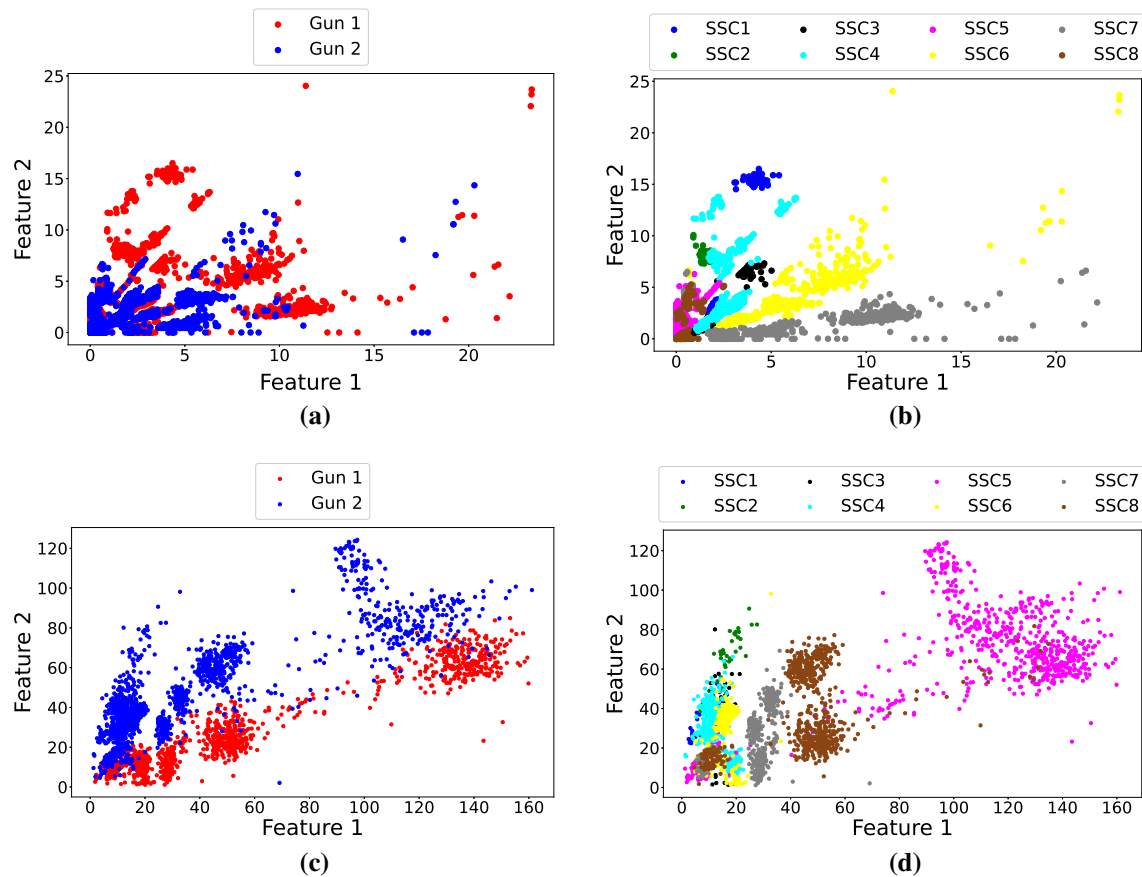 Gun 1
Gun 2
25
20
15
10
5
0
Feature 2
0 5 10 15 20
Feature 1
(a)
SSC1 SSC3 SSC5 SSC7
SSC2 SSC4 SSC6 SSC8
25
20
15
10
5
0
Feature 2
0 5 10 15 20
Feature 1
(b)
Gun 1
Gun 2
120
100
80
60
40
20
0
Feature 2
0 20 40 60 80 100 120 140 160
Feature 1
(c)
SSC1 SSC3 SSC5 SSC7
SSC2 SSC4 SSC6 SSC8
120
100
80
60
40
20
0
Feature 2
0 20 40 60 80 100 120 140 160
Feature 1
(d)